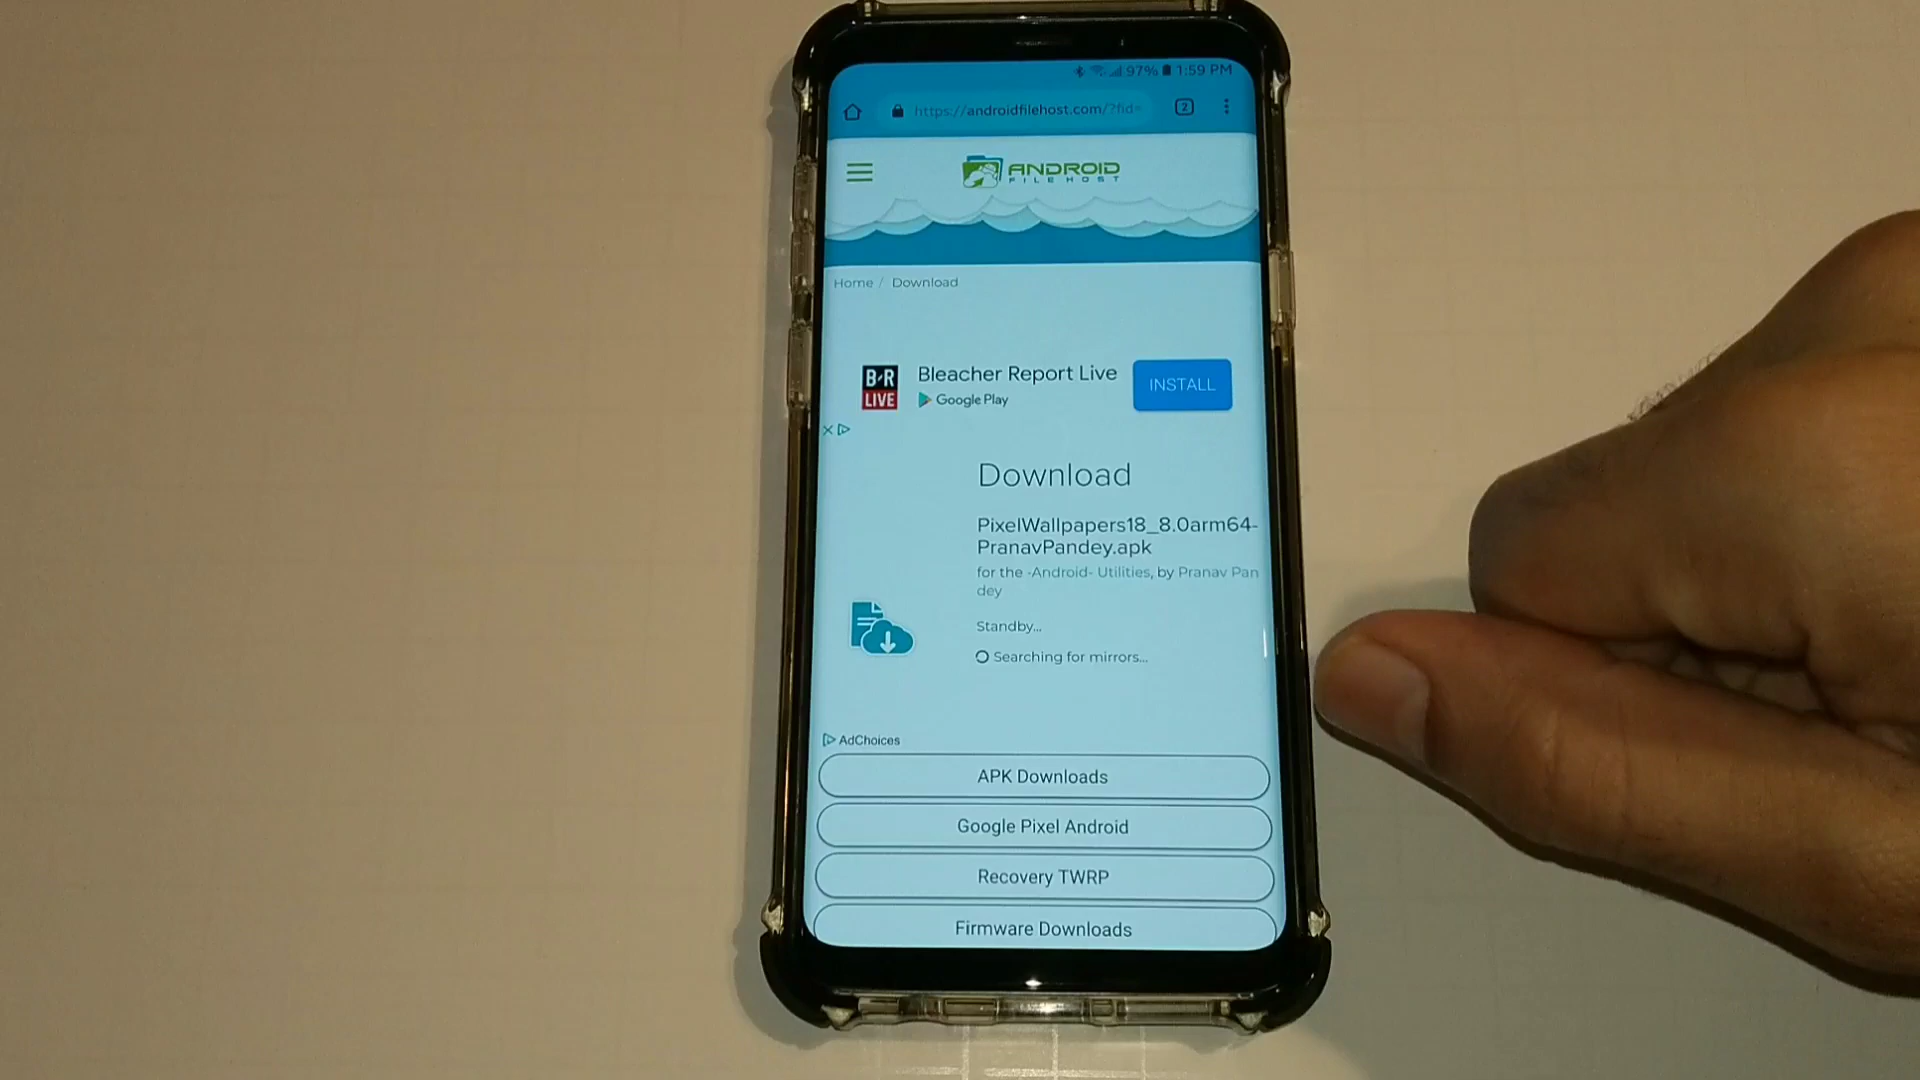 97% 1:59 PM
https://androidfilehost.com/?fid=
2
ANDROID
FILE HOST
Home / Download
B/R
LIVE
Bleacher Report Live
Google Play
INSTALL
Download
PixelWallpapers18_8.0arm64-
PranavPandey.apk
for the -Android- Utilities, by Pranav Pan
dey
Standby...
Searching for mirrors...
AdChoices
APK Downloads
Google Pixel Android
Recovery TWRP
Firmware Downloads